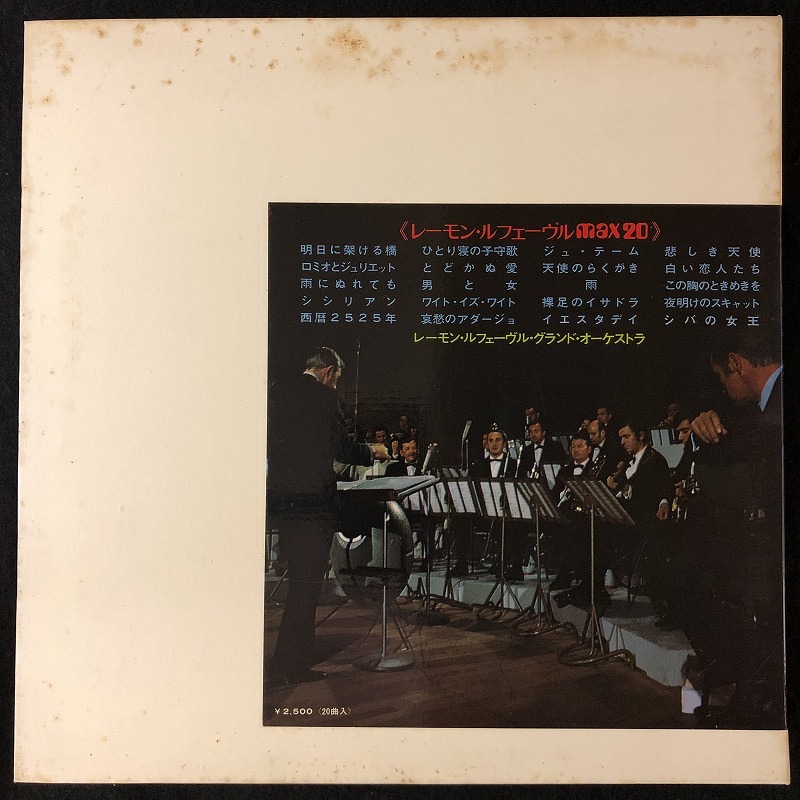 《レーモン・ルフェーヴル max 20》
明日に架ける橋 ひとり寝の子守歌 ジュ・テーム 悲しき天使
ロミオとジュリエット とどかぬ愛 天使のらくがき 白い恋人たち
雨にぬれても 男と女 雨 この胸のときめきを
シシリアン ワイト・イズ・ワイト 裸足のイサドラ 夜明けのスキャット
西暦2525年 哀愁のアダージョ イエスタデイ シバの女王
レーモン・ルフェーヴル・グランド・オーケストラ
¥2,500〈20曲入〉